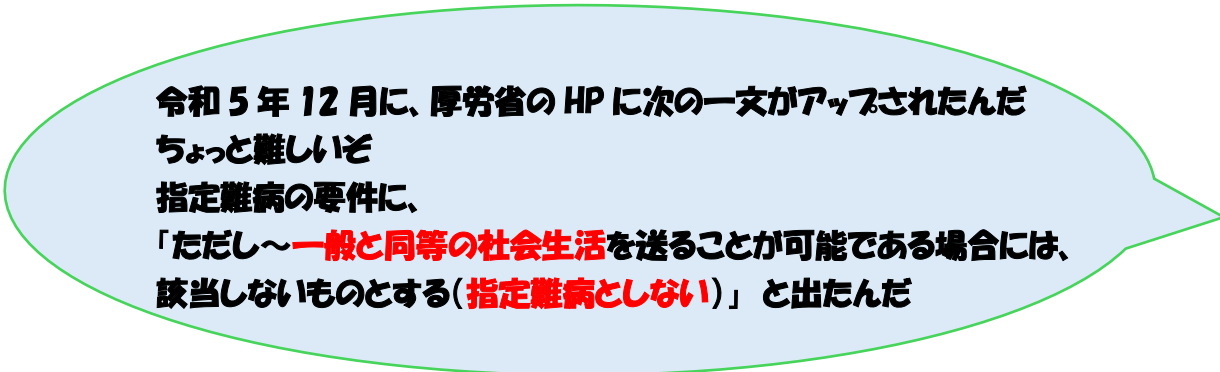 令和5年12月に、厚労省のHPに次の一文がアップされたんだ
ちょっと難しいぞ
指定難病の要件に、
「ただし～一般と同等の社会生活を送ることが可能である場合には、
該当しないものとする(指定難病としない)」 と出たんだ